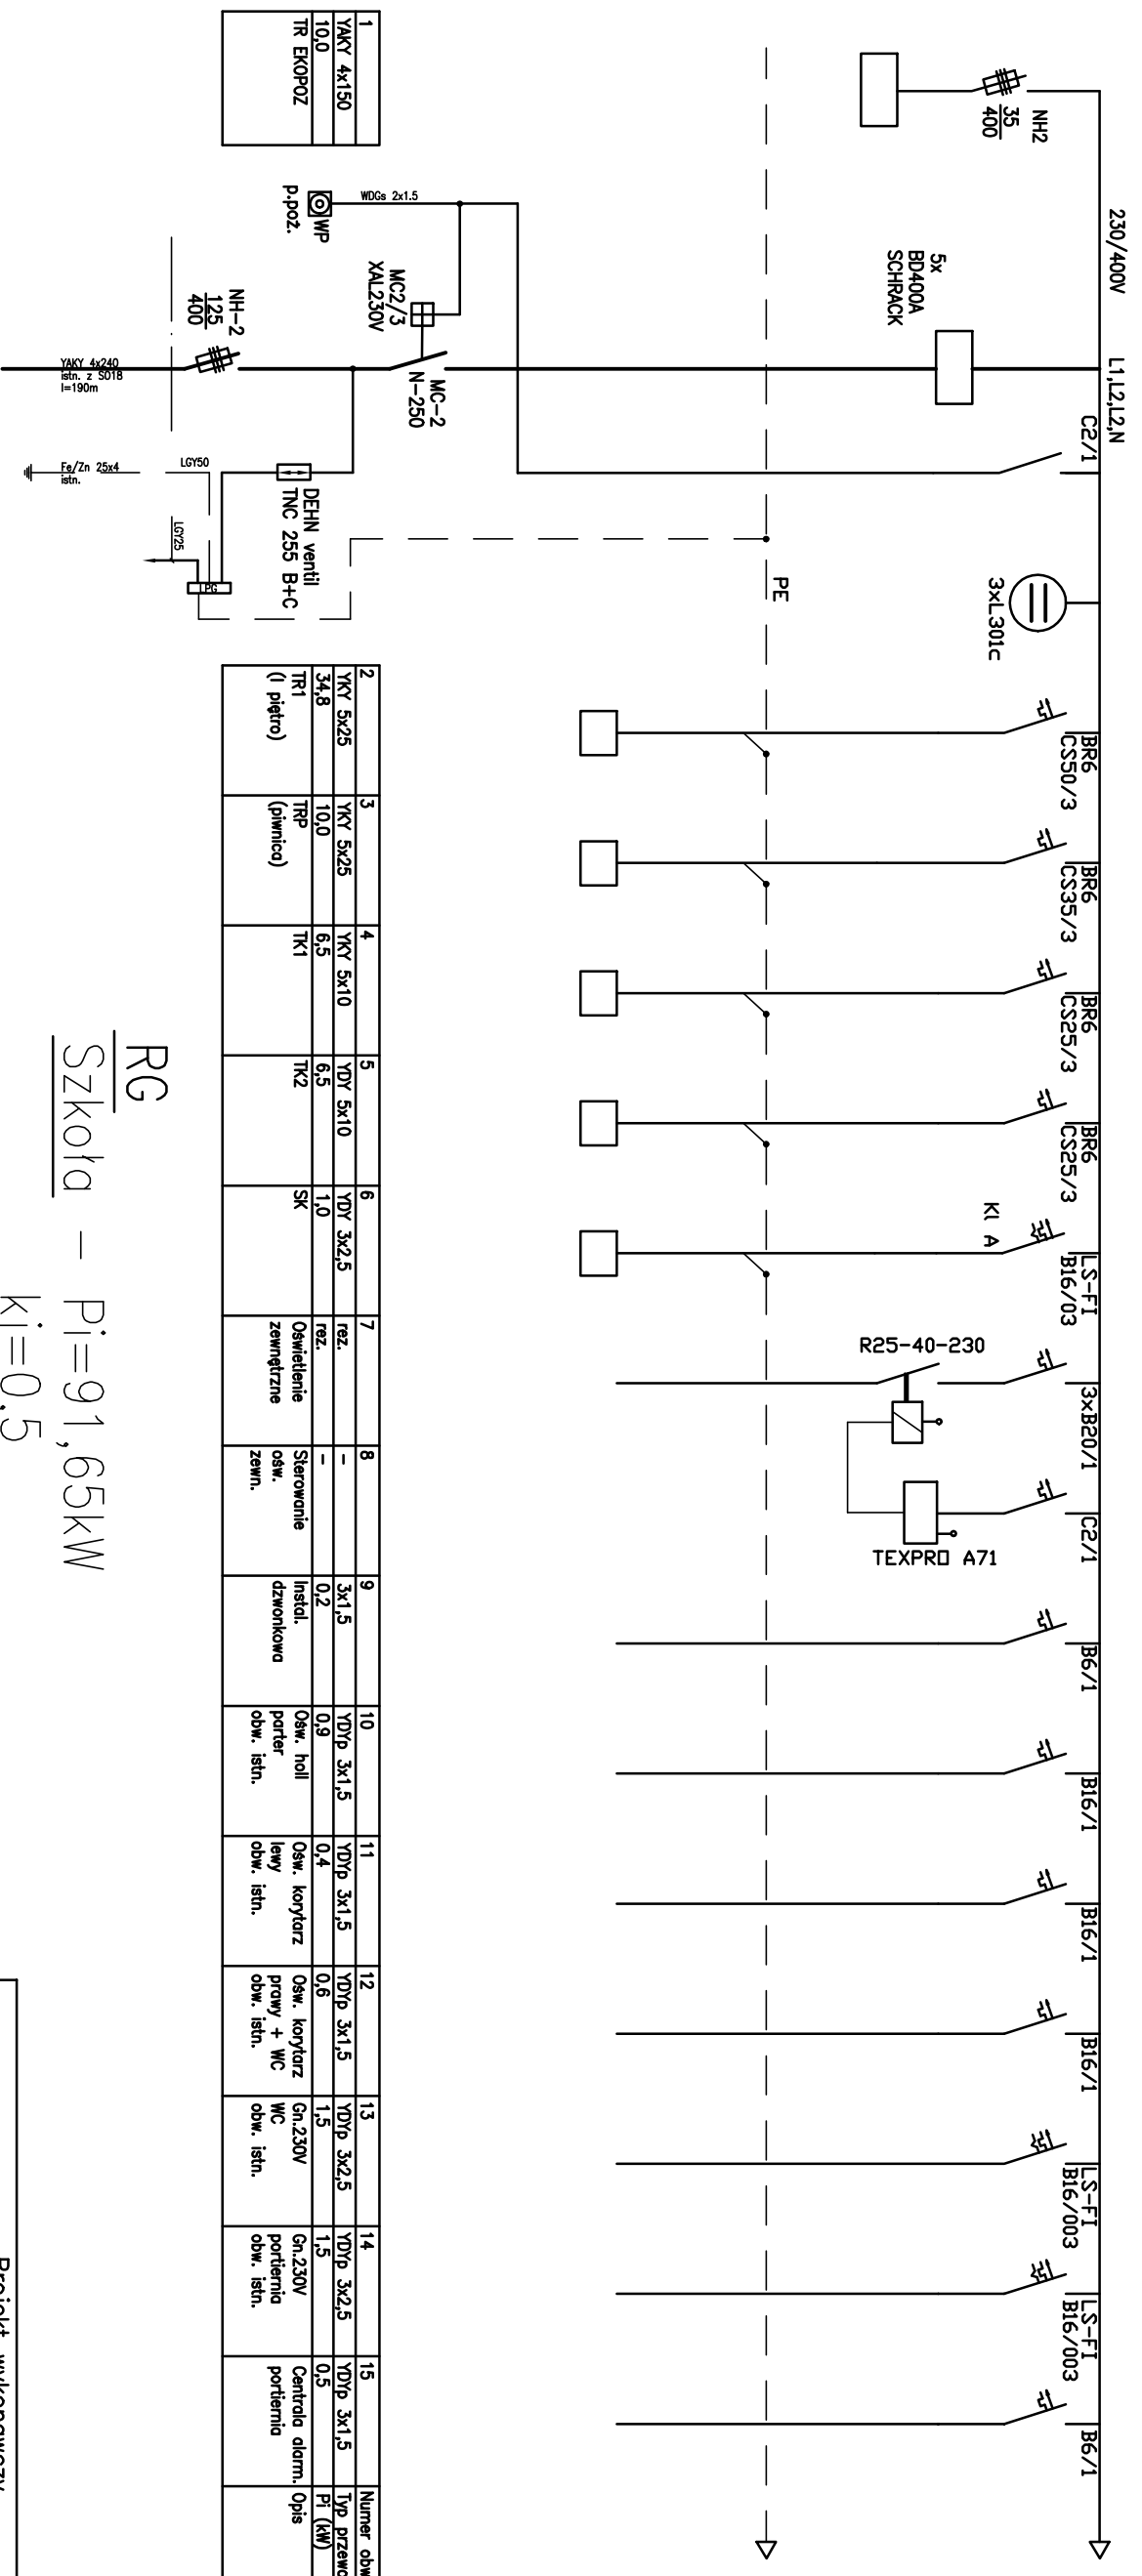 230/400V
L1,L2,L2,N
NH2
35
400
5x
BD400A
SCHRACK
C2/1
3xL301c
BR6
CS50/3
BR6
CS35/3
BR6
CS25/3
BR6
CS25/3
LS-FI
B16/03
Kl A
3xB20/1
R25-40-230
C2/1
TEXPRO A71
B6/1
B16/1
B16/1
B16/1
LS-FI
B16/003
LS-FI
B16/003
B6/1
PE
WDGs 2x1.5
WP
p.poż.
MC2/3
XAL230V
MC-2
N-250
NH-2
125
400
YAKY 4x240
istn. z SO18
l=190m
DEHN ventil
TNC 255 B+C
LGY50
Fe/Zn 25x4
istn.
LGY25
LPG
1
YAKY 4x150
10,0
TR EKOPOZ
2
YKY 5x25
34,8
TR1
(I piętro)
3
YKY 5x25
10,0
TRP
(piwnica)
4
YKY 5x10
6,5
TK1
5
YDY 5x10
6,5
TK2
6
YDY 3x2,5
1,0
SK
7
rez.
rez.
Oświetlenie
zewnętrzne
8
-
-
Sterowanie
ośw.
zewn.
9
3x1,5
0,2
Instal.
dzwonkowa
10
YDYp 3x1,5
0,9
Ośw. holl
parter
obw. istn.
11
YDYp 3x1,5
0,4
Ośw. korytarz
lewy
obw. istn.
12
YDYp 3x1,5
0,6
Ośw. korytarz
prawy + WC
obw. istn.
13
YDYp 3x2,5
1,5
Gn.230V
WC
obw. istn.
14
YDYp 3x2,5
1,5
Gn.230V
portiernia
obw. istn.
15
YDYp 3x1,5
0,5
Centrala alarm.
portiernia
Numer obw
Typ przewo
Pi (kW)
Opis
RG
Szkoła - Pi=91,65kW
ki=0,5
Projekt wykonawczy